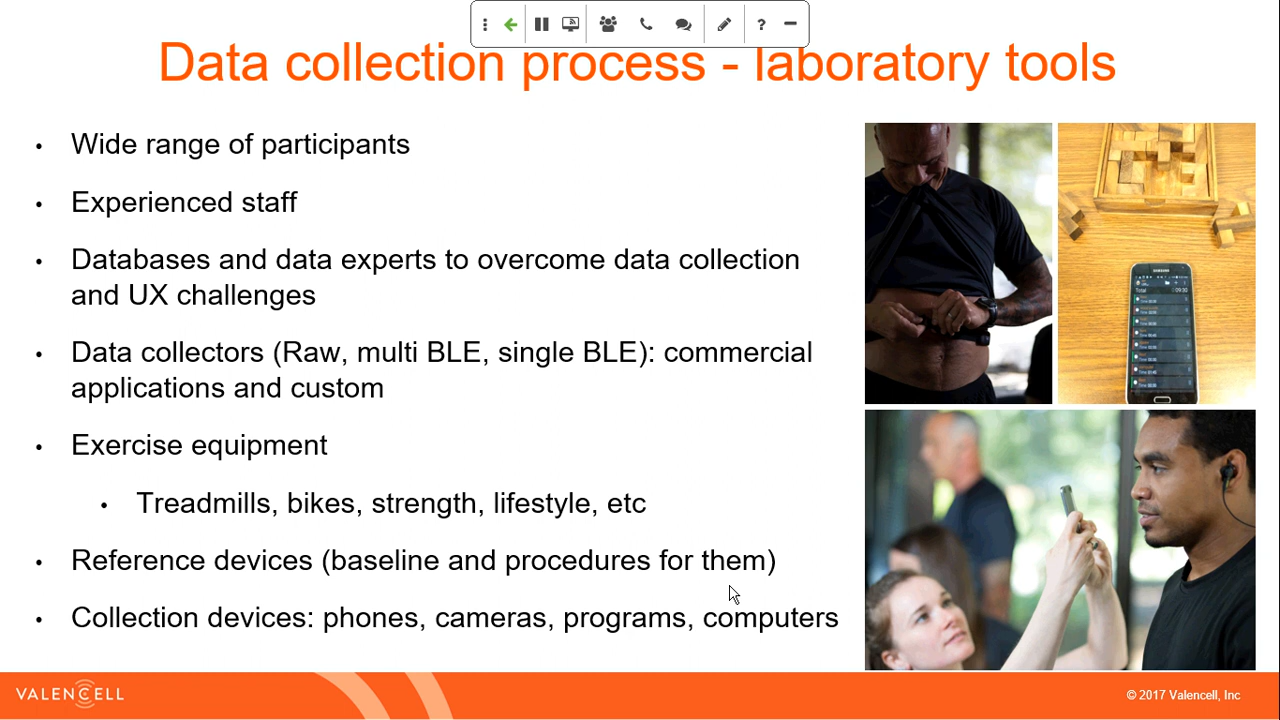 Data collection process - laboratory tools
• Wide range of participants
• Experienced staff
• Databases and data experts to overcome data collection
and UX challenges
• Data collectors (Raw, multi BLE, single BLE): commercial
applications and custom
• Exercise equipment
• Treadmills, bikes, strength, lifestyle, etc
• Reference devices (baseline and procedures for them)
• Collection devices: phones, cameras, programs, computers
SAMSUNG
Total
VALENCELL
© 2017 Valencell, Inc